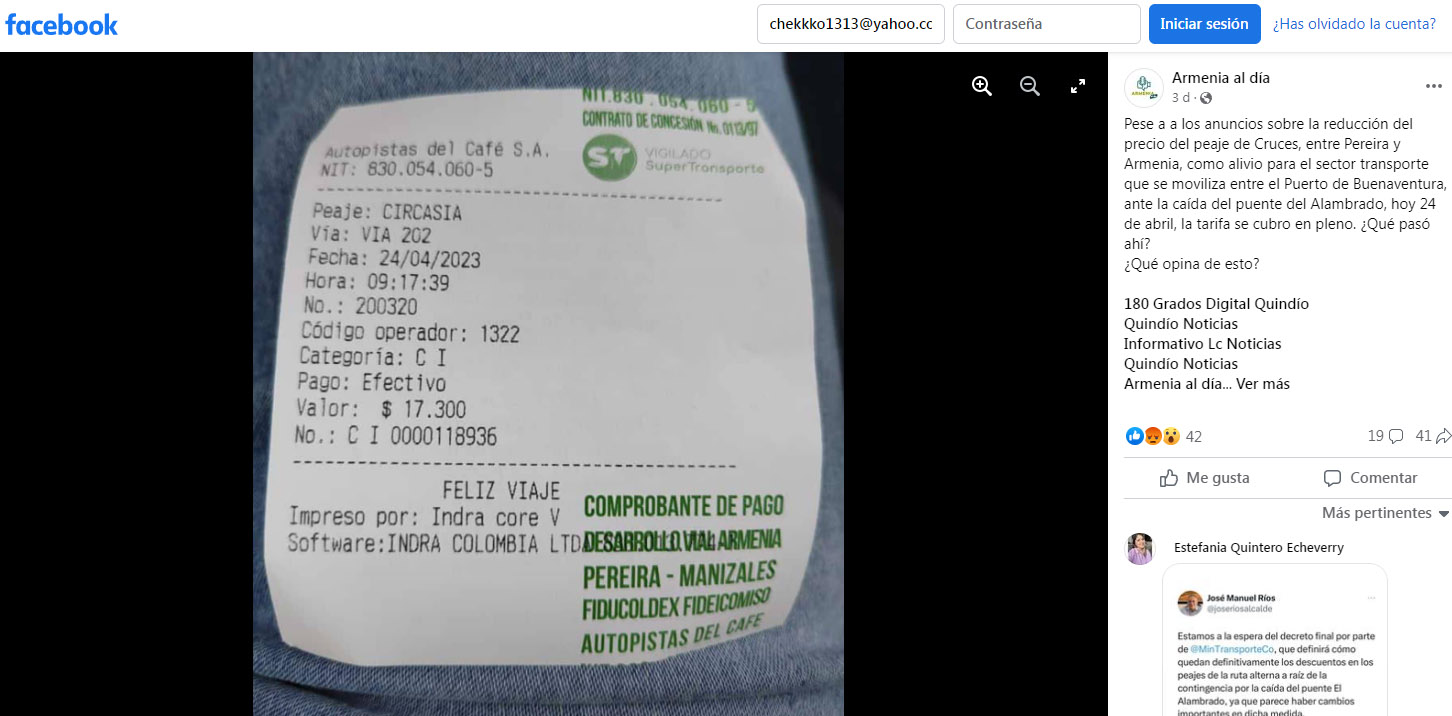 facebook
chekkko1313@yahoo.cc
Contraseña
Iniciar sesión
¿Has olvidado la cuenta?
NIT.830.054.060-5
CONTRATO DE CONCESIÓN No. 0113/97
ST
VIGILADO
SuperTransporte
Autopistas del Café S.A.
NIT: 830.054.060-5
Peaje: CIRCASIA
Vía: VIA 202
Fecha: 24/04/2023
Hora: 09:17:39
No.: 200320
Código operador: 1322
Categoría: C I
Pago: Efectivo
Valor: $ 17.300
No.: C I 0000118936
FELIZ VIAJE
Impreso por: Indra core V
Software:INDRA COLOMBIA LTDA
COMPROBANTE DE PAGO
DESARROLLO VIAL ARMENIA
PEREIRA - MANIZALES
FIDUCOLDEX FIDEICOMISO
AUTOPISTAS DEL CAFE
Armenia al día
3 d ·
Pese a a los anuncios sobre la reducción del
precio del peaje de Cruces, entre Pereira y
Armenia, como alivio para el sector transporte
que se moviliza entre el Puerto de Buenaventura,
ante la caída del puente del Alambrado, hoy 24
de abril, la tarifa se cubro en pleno. ¿Qué pasó
ahí?
¿Qué opina de esto?
180 Grados Digital Quindío
Quindío Noticias
Informativo Lc Noticias
Quindío Noticias
Armenia al día... Ver más
42
19
41
Me gusta
Comentar
Más pertinentes
Estefania Quintero Echeverry
José Manuel Ríos
@joseriosalcalde
Estamos a la espera del decreto final por parte
de @MinTransporteCo, que definirá cómo
quedan definitivamente los descuentos en los
peajes de la ruta alterna a raíz de la
contingencia por la caída del puente El
Alambrado, ya que parece haber cambios
importantes en dicha medida.